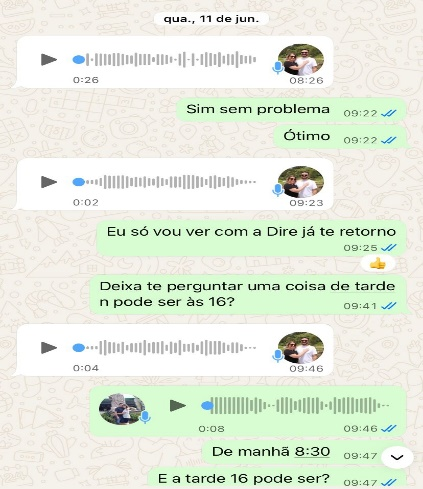 qua., 11 de jun.
0:26 08:26
Sim sem problema 09:22
Ótimo 09:22
0:02 09:23
Eu só vou ver com a Dire já te retorno
09:25
Deixa te perguntar uma coisa de tarde
n pode ser às 16? 09:41
0:04 09:46
0:08 09:46
De manhã 8:30 09:47
E a tarde 16 pode ser? 09:47